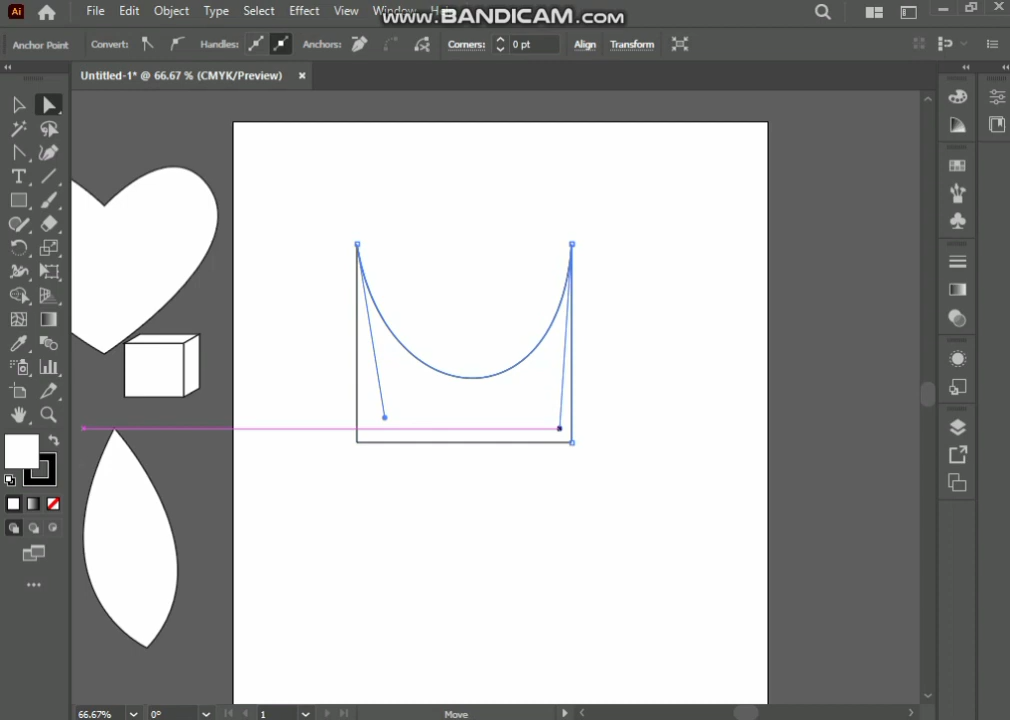 Ai File Edit Object Type Select Effect View Window
www.BANDICAM.com
Anchor Point Convert: Handles: Anchors: Corners: 0 pt Align Transform
Untitled-1* @ 66.67 % (CMYK/Preview) ×
66.67% 0° 1 Move